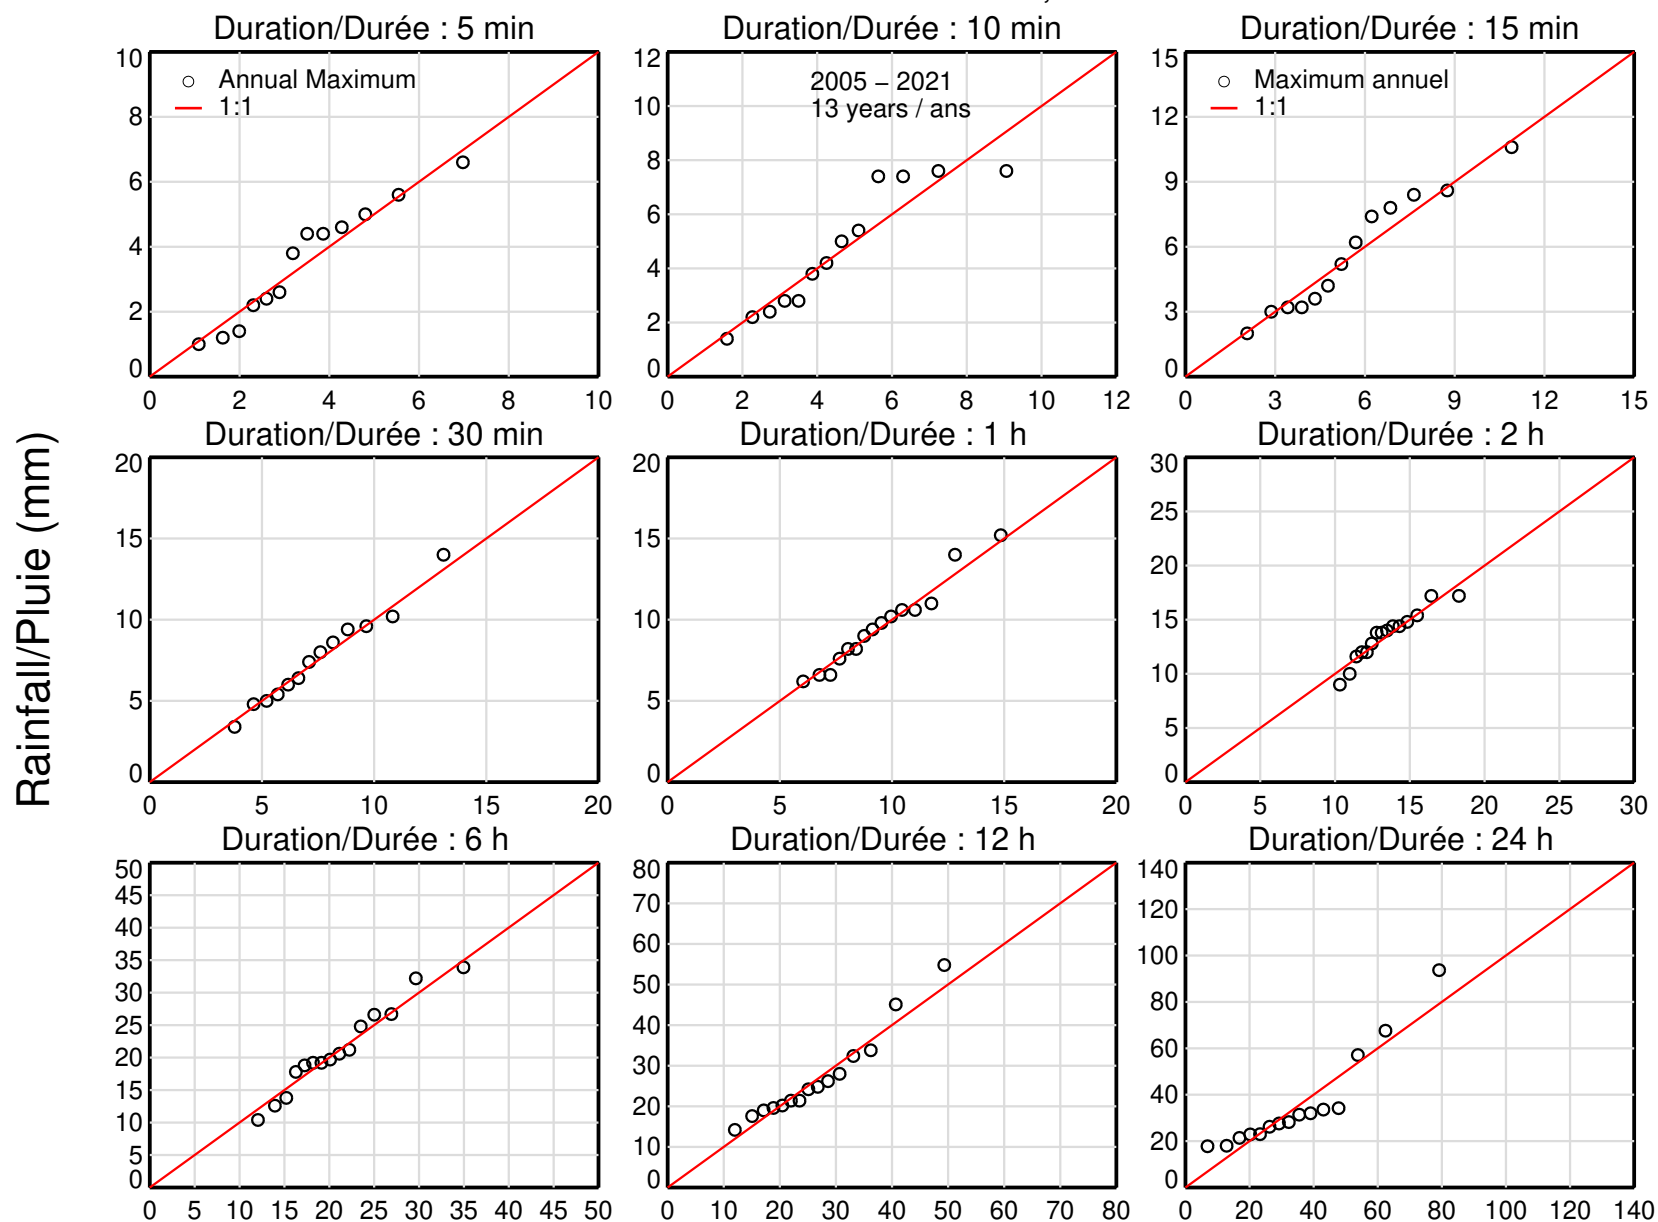 Duration/Durée : 5 min
10
8
6
4
2
0
0 2 4 6 8 10
Annual Maximum
1:1
Duration/Durée : 10 min
12
10
8
6
4
2
0
0 2 4 6 8 10 12
2005 – 2021
13 years / ans
Duration/Durée : 15 min
15
12
9
6
3
0
0 3 6 9 12 15
Maximum annuel
1:1
Rainfall/Pluie (mm)
Duration/Durée : 30 min
20
15
10
5
0
0 5 10 15 20
Duration/Durée : 1 h
20
15
10
5
0
0 5 10 15 20
Duration/Durée : 2 h
30
25
20
15
10
5
0
0 5 10 15 20 25 30
Duration/Durée : 6 h
50
45
40
35
30
25
20
15
10
5
0
0 5 10 15 20 25 30 35 40 45 50
Duration/Durée : 12 h
80
70
60
50
40
30
20
10
0
0 10 20 30 40 50 60 70 80
Duration/Durée : 24 h
140
120
100
80
60
40
20
0
0 20 40 60 80 100 120 140